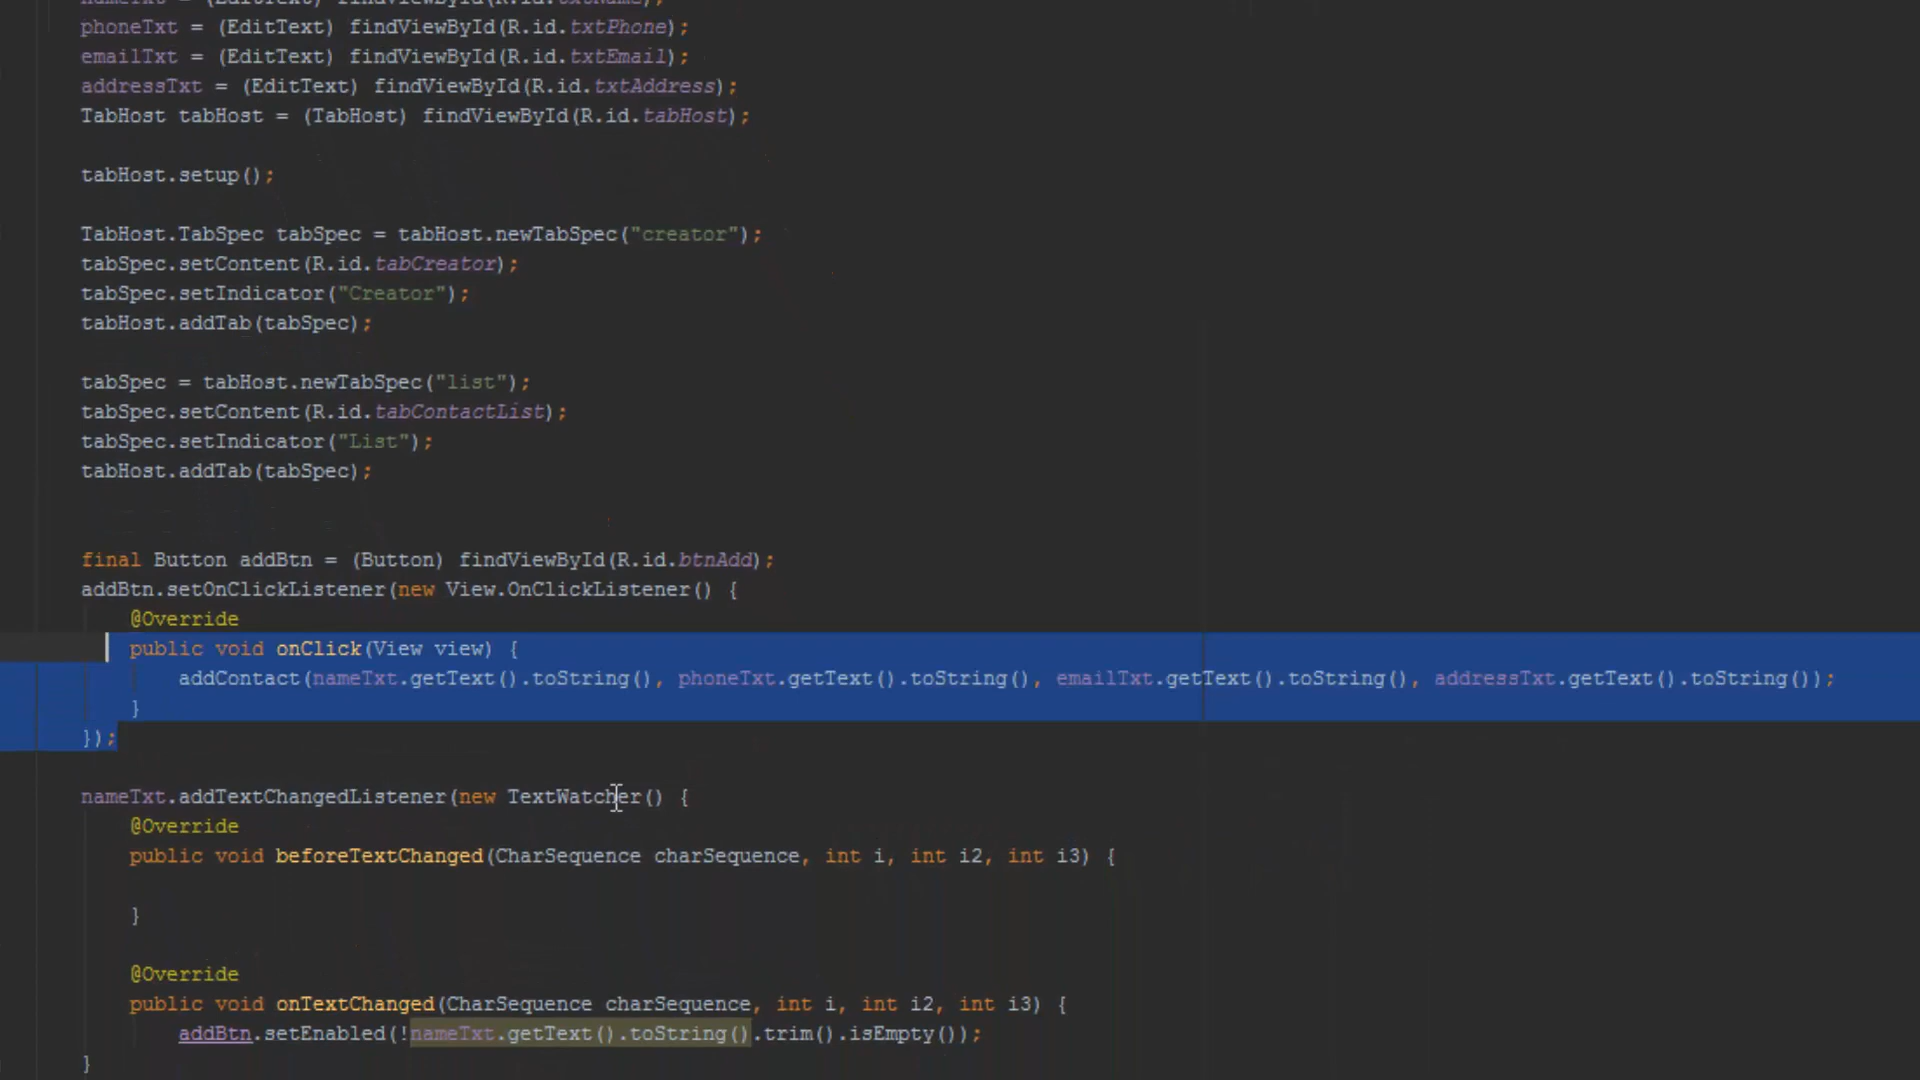 nameTxt = (EditText) findViewById(R.id.txtName);
phoneTxt = (EditText) findViewById(R.id.txtPhone);
emailTxt = (EditText) findViewById(R.id.txtEmail);
addressTxt = (EditText) findViewById(R.id.txtAddress);
TabHost tabHost = (TabHost) findViewById(R.id.tabHost);
tabHost.setup();
TabHost.TabSpec tabSpec = tabHost.newTabSpec("creator");
tabSpec.setContent(R.id.tabCreator);
tabSpec.setIndicator("Creator");
tabHost.addTab(tabSpec);
tabSpec = tabHost.newTabSpec("list");
tabSpec.setContent(R.id.tabContactList);
tabSpec.setIndicator("List");
tabHost.addTab(tabSpec);
final Button addBtn = (Button) findViewById(R.id.btnAdd);
addBtn.setOnClickListener(new View.OnClickListener() {
@Override
public void onClick(View view) {
addContact(nameTxt.getText().toString(), phoneTxt.getText().toString(), emailTxt.getText().toString(), addressTxt.getText().toString());
}
});
nameTxt.addTextChangedListener(new TextWatcher() {
@Override
public void beforeTextChanged(CharSequence charSequence, int i, int i2, int i3) {
}
@Override
public void onTextChanged(CharSequence charSequence, int i, int i2, int i3) {
addBtn.setEnabled(!nameTxt.getText().toString().trim().isEmpty());
}